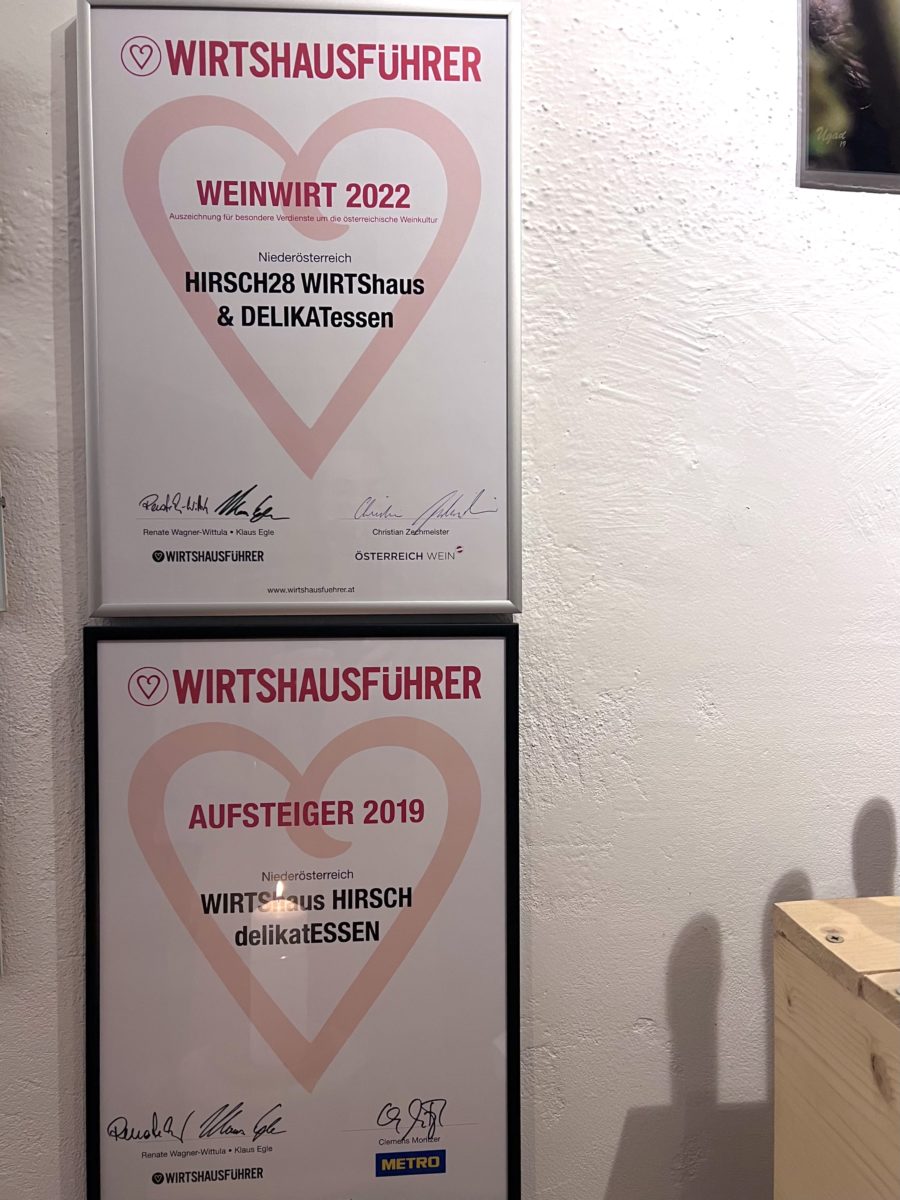 WIRTSHAUSFÜHRER
WEINWIRT 2022
Auszeichnung für besondere Verdienste um die österreichische Weinkultur
Niederösterreich
HIRSCH28 WIRTShaus
& DELIKATessen
Renate Wagner-Wittula • Klaus Egle
Christian Zechmeister
WIRTSHAUSFÜHRER
ÖSTERREICH WEIN
www.wirtshausfuehrer.at
WIRTSHAUSFÜHRER
AUFSTEIGER 2019
Niederösterreich
WIRTShaus HIRSCH
delikatESSEN
Renate Wagner-Wittula • Klaus Egle
Clemens Moritzer
WIRTSHAUSFÜHRER
METRO